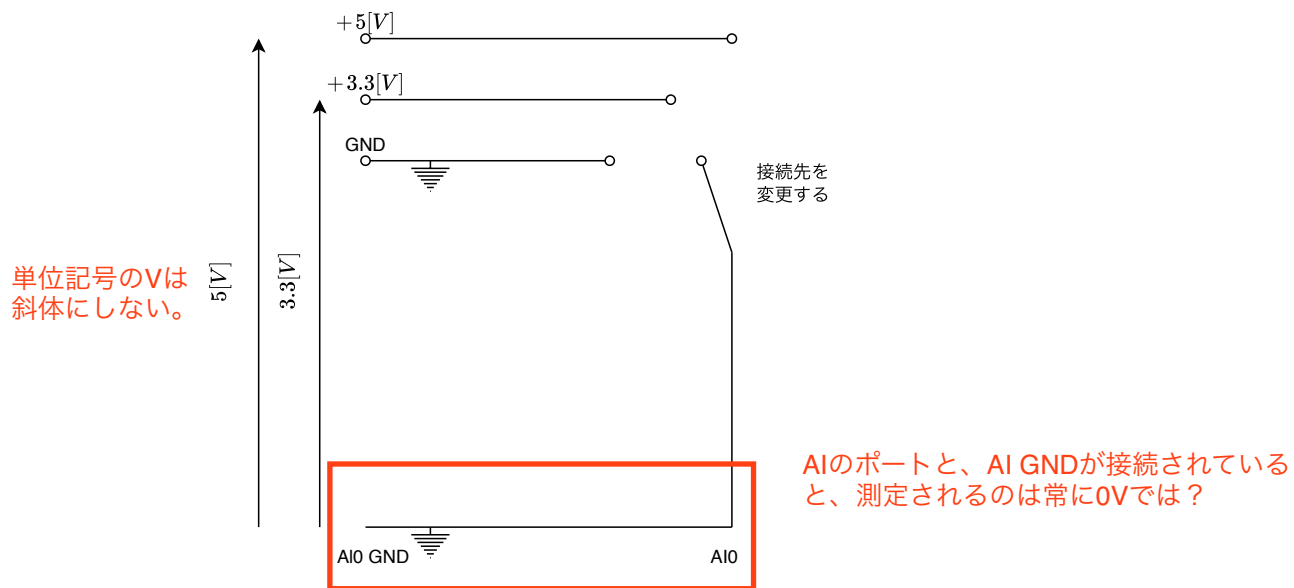 +5[V]
+3.3[V]
GND
接続先を
変更する
単位記号のVは
斜体にしない。
5[V]
3.3[V]
AIのポートと、AI GNDが接続されている
と、測定されるのは常に0Vでは？
AI0 GND
AI0